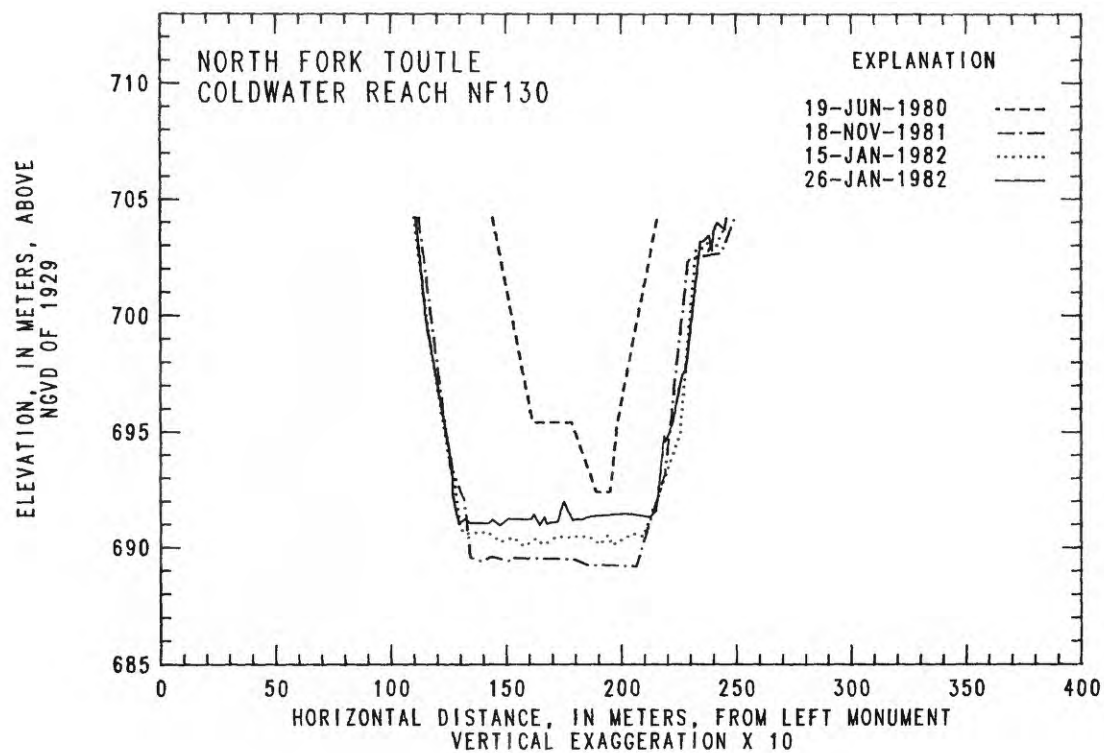 NORTH FORK TOUTLE
COLDWATER REACH NF130
EXPLANATION
19-JUN-1980
18-NOV-1981
15-JAN-1982
26-JAN-1982
ELEVATION, IN METERS, ABOVE
NGVD OF 1929
710
705
700
695
690
685
0
50
100
150
200
250
300
350
400
HORIZONTAL DISTANCE, IN METERS, FROM LEFT MONUMENT
VERTICAL EXAGGERATION X 10